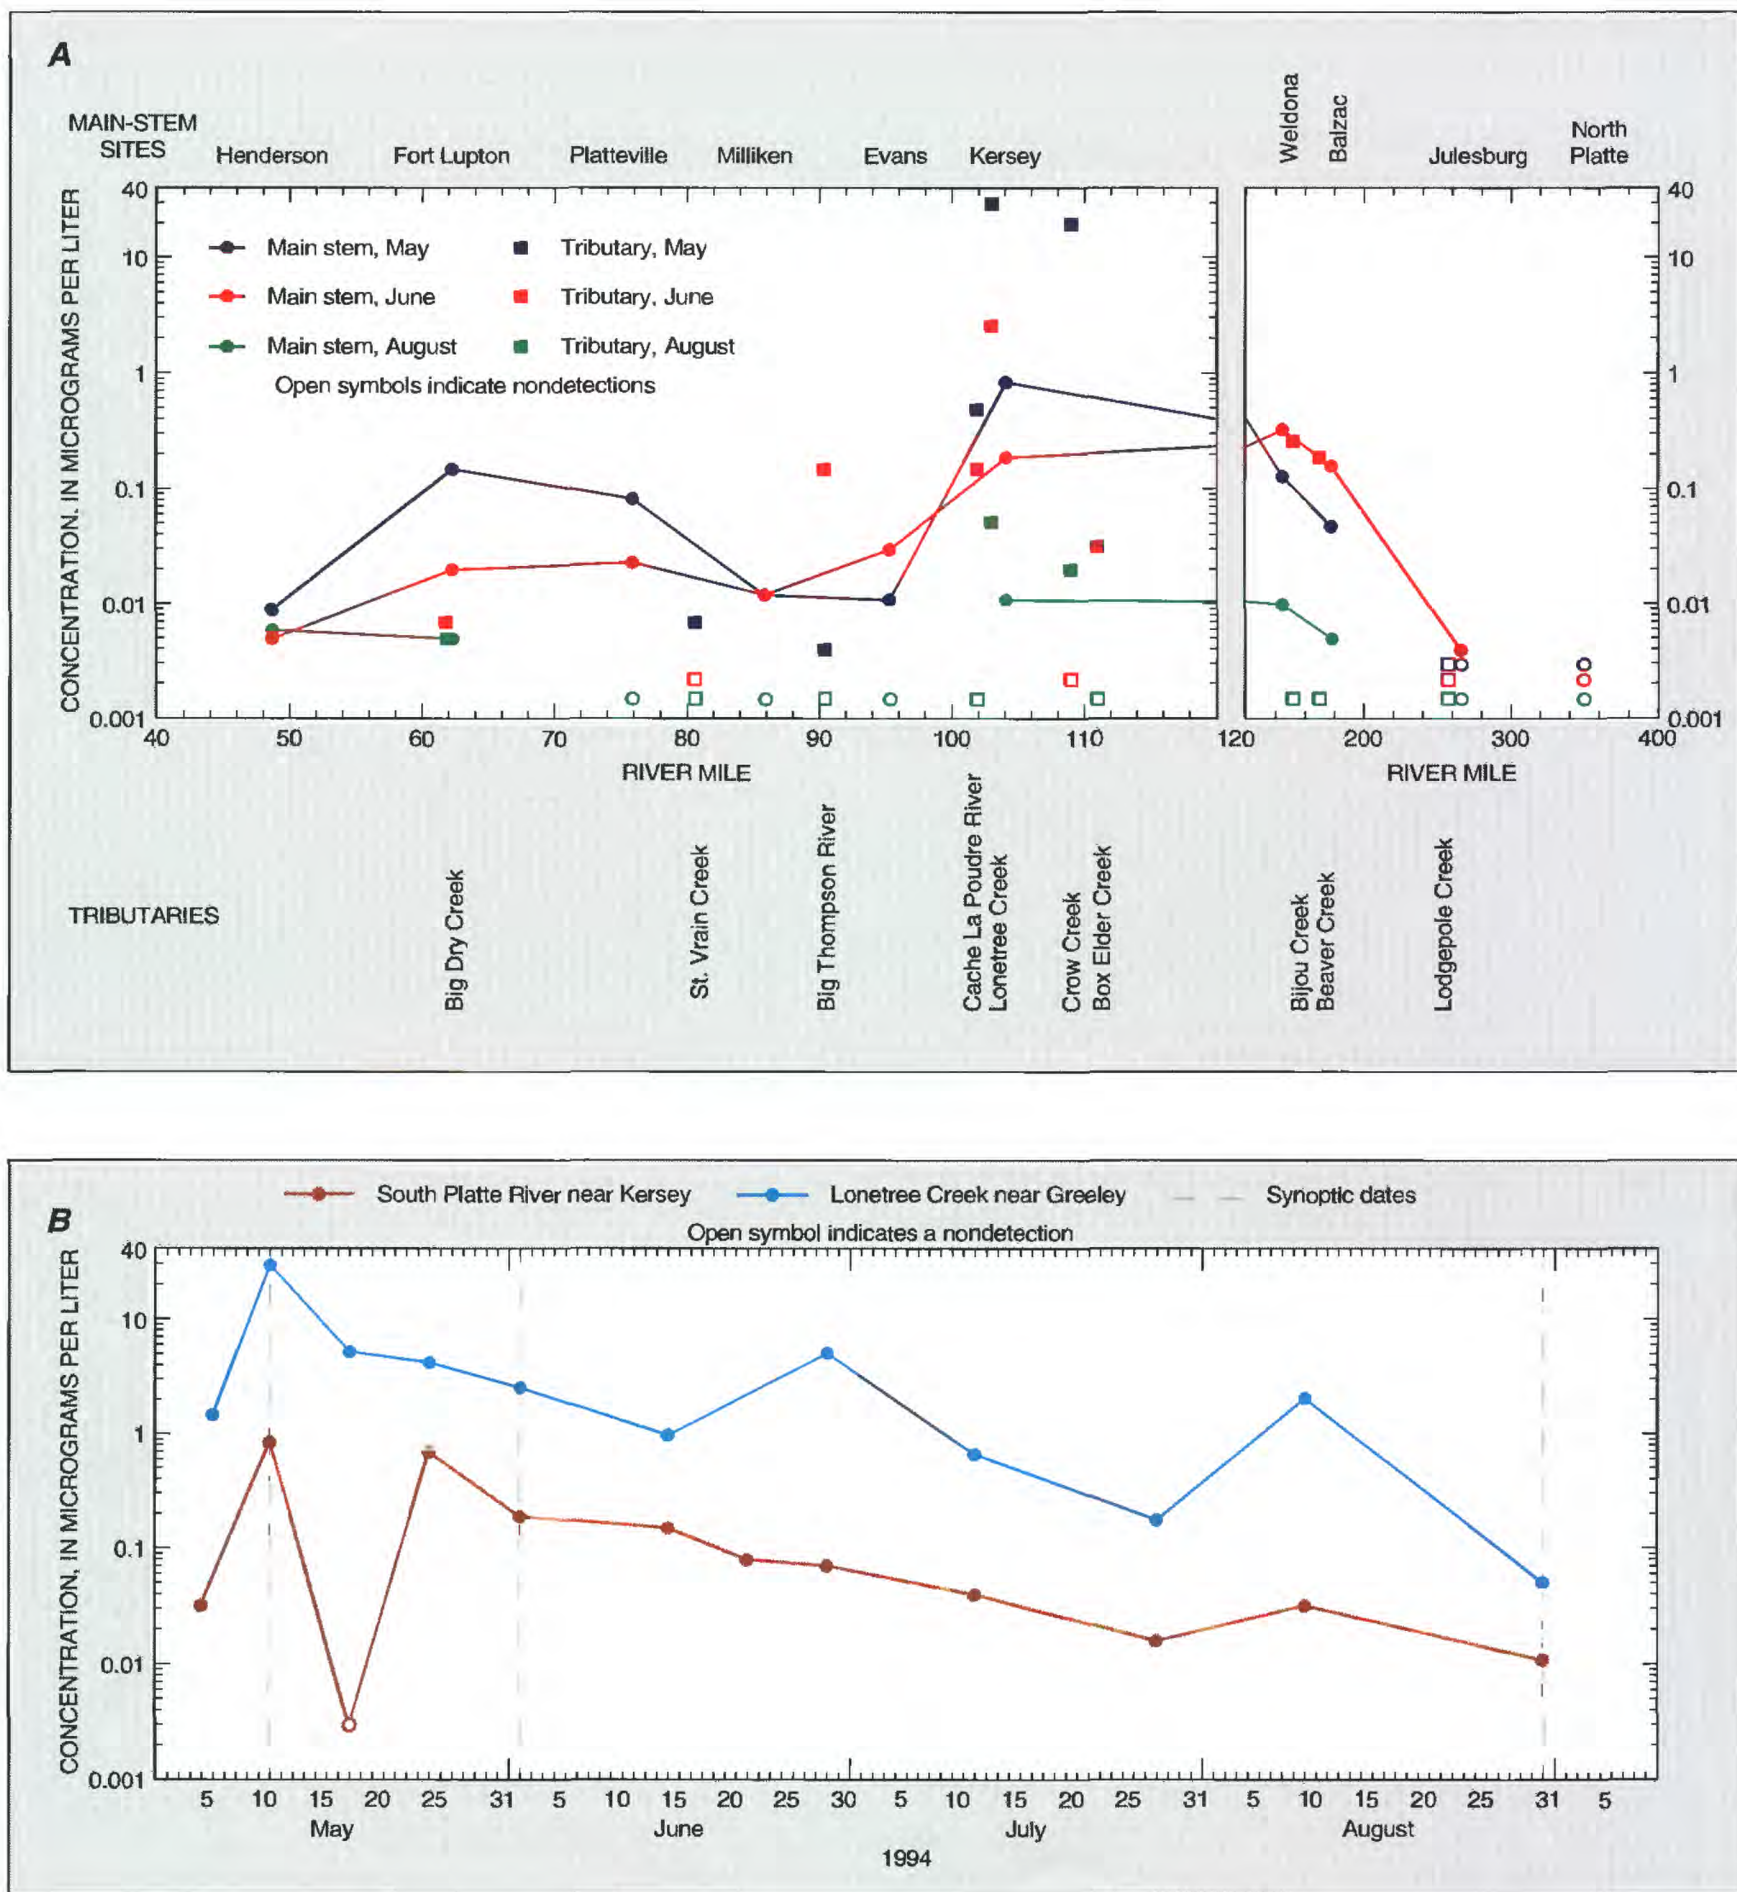 A
MAIN-STEM
SITES
Henderson Fort Lupton Platteville Milliken Evans Kersey Weldona Balzac Julesburg North
Platte
CONCENTRATION, IN MICROGRAMS PER LITER
40 40
Main stem, May Tributary, May
10 10
Main stem, June Tributary, June
Main stem, August Tributary, August
1 1
Open symbols indicate nondetections
0.1 0.1
0.01 0.01
0.001 0.001
40 50 60 70 80 90 100 110 120 200 300 400
RIVER MILE RIVER MILE
TRIBUTARIES
Big Dry Creek
St. Vrain Creek
Big Thompson River
Cache La Poudre River
Lonetree Creek
Crow Creek
Box Elder Creek
Bijou Creek
Beaver Creek
Lodgepole Creek
South Platte River near Kersey Lonetree Creek near Greeley Synoptic dates
B
Open symbol indicates a nondetection
CONCENTRATION, IN MICROGRAMS PER LITER
40
10
1
0.1
0.01
0.001
5 10 15 20 25 31 5 10 15 20 25 30 5 10 15 20 25 31 5 10 15 20 25 31 5
May June July August
1994